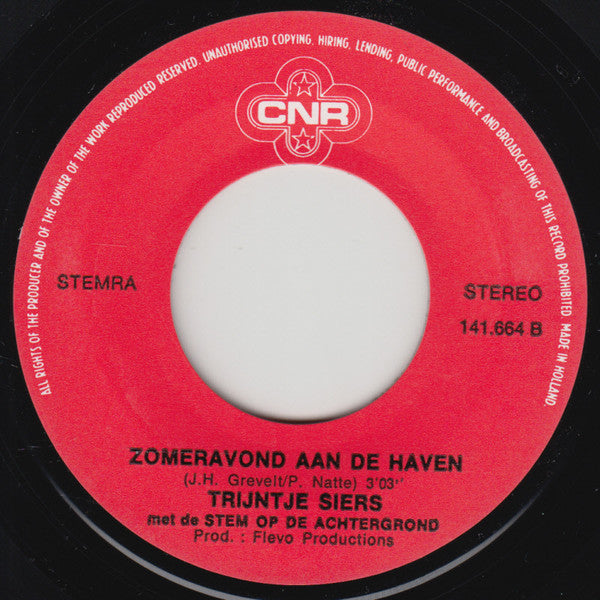 ALL RIGHTS OF THE PRODUCER AND OF THE OWNER OF THE WORK REPRODUCED RESERVED. UNAUTHORISED COPYING, HIRING, LENDING, PUBLIC PERFORMANCE AND BROADCASTING OF THIS RECORD PROHIBITED. MADE IN HOLLAND.
CNR
STEMRA
STEREO
141.664 B
ZOMERAVOND AAN DE HAVEN
(J.H. Grevelt/P. Natte) 3'03''
TRIJNTJE SIERS
met de STEM OP DE ACHTERGROND
Prod. : Flevo Productions